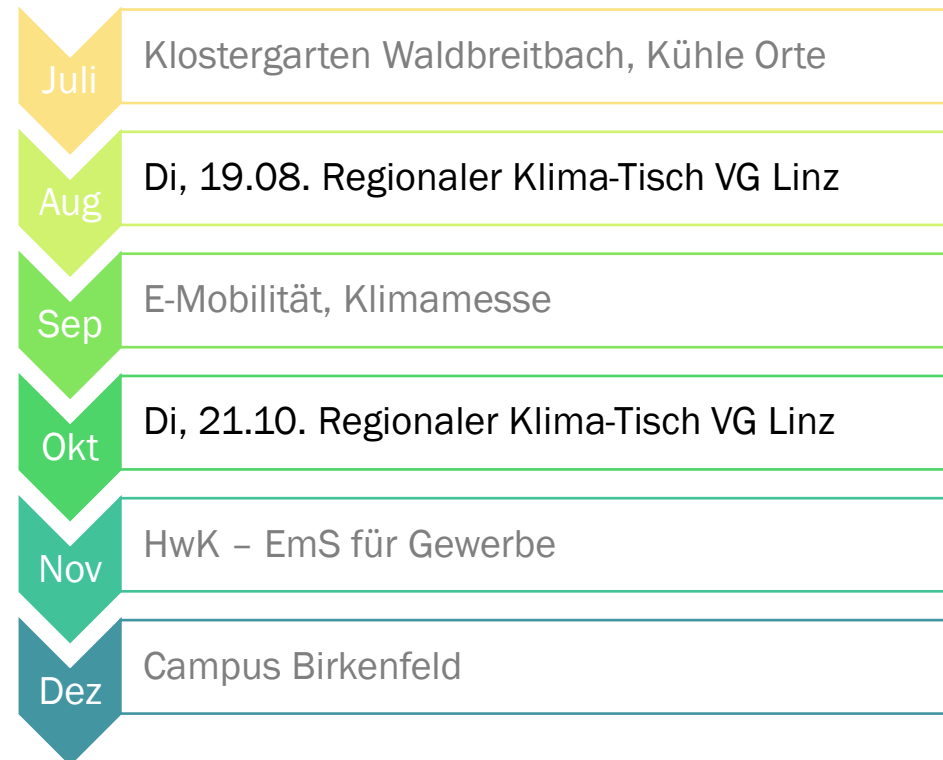 Juli
Klostergarten Waldbreitbach, Kühle Orte
Aug
Di, 19.08. Regionaler Klima-Tisch VG Linz
Sep
E-Mobilität, Klimamesse
Okt
Di, 21.10. Regionaler Klima-Tisch VG Linz
Nov
HwK – EmS für Gewerbe
Dez
Campus Birkenfeld